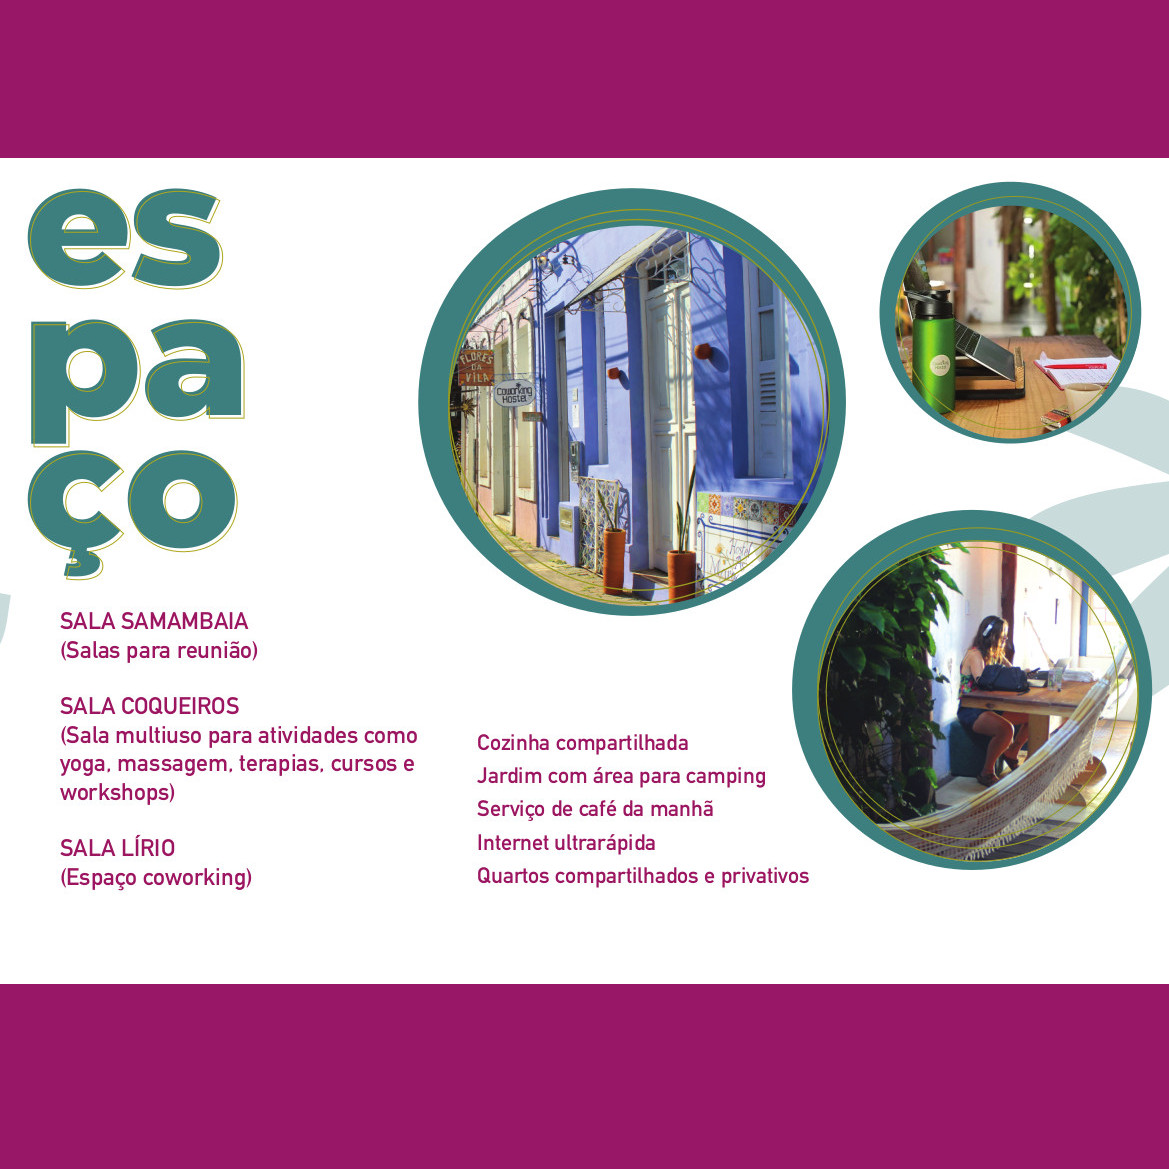 es
pa
ço
SALA SAMAMBAIA
(Salas para reunião)
SALA COQUEIROS
(Sala multiuso para atividades como
yoga, massagem, terapias, cursos e
workshops)
SALA LÍRIO
(Espaço coworking)
FLORES
DA
VILA
Coworking
Hostel
hostel
Cozinha compartilhada
Jardim com área para camping
Serviço de café da manhã
Internet ultrarápida
Quartos compartilhados e privativos